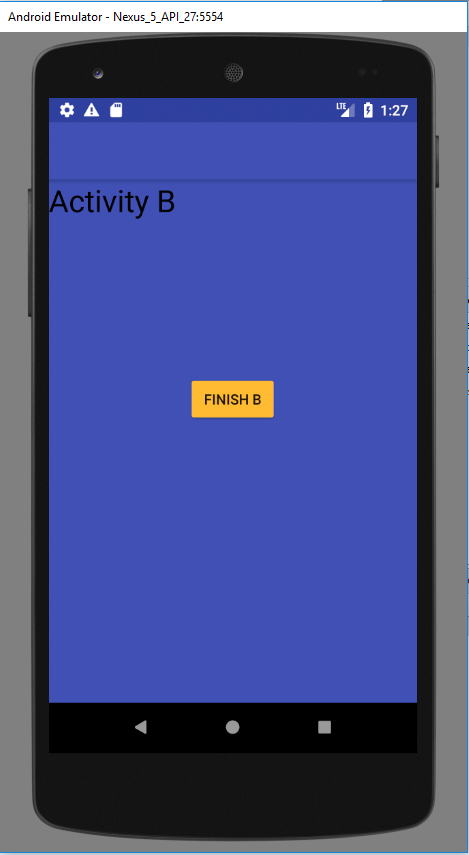 Android Emulator - Nexus_5_API_27:5554
LTE 1:27
Activity B
FINISH B